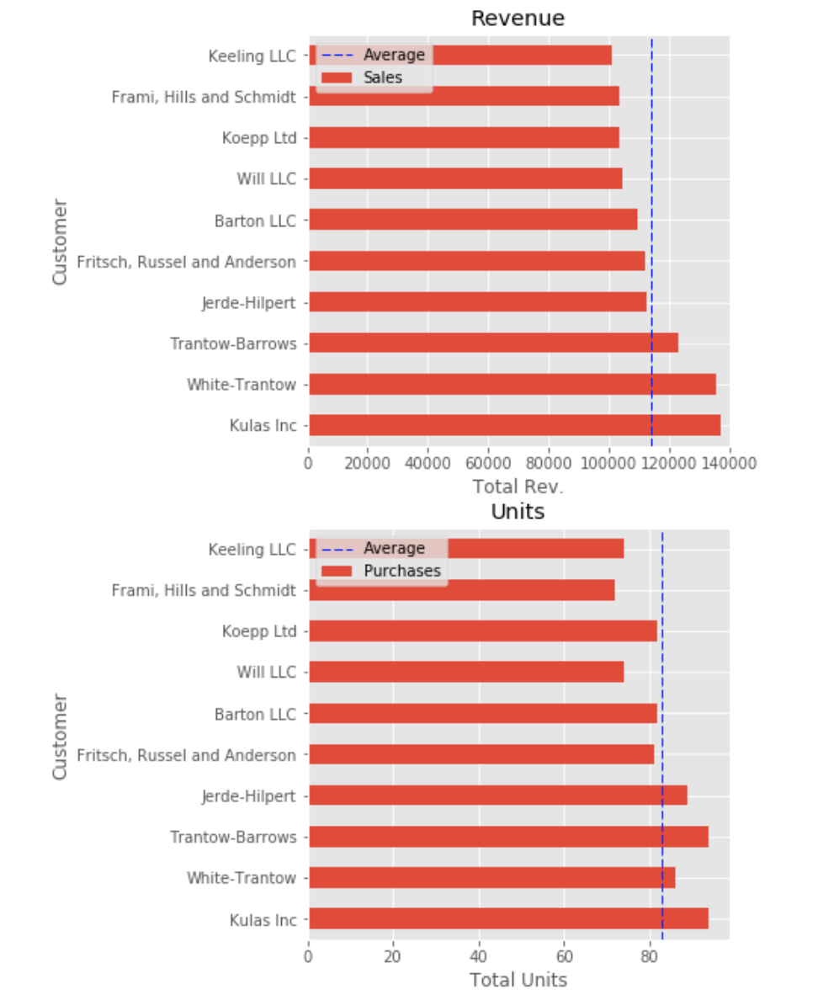 Revenue
Keeling LLC
Average
Sales
Frami, Hills and Schmidt
Koepp Ltd
Will LLC
Barton LLC
Fritsch, Russel and Anderson
Jerde-Hilpert
Trantow-Barrows
White-Trantow
Kulas Inc
Customer
0 20000 40000 60000 80000 100000 120000 140000
Total Rev.
Units
Keeling LLC
Average
Purchases
Frami, Hills and Schmidt
Koepp Ltd
Will LLC
Barton LLC
Fritsch, Russel and Anderson
Jerde-Hilpert
Trantow-Barrows
White-Trantow
Kulas Inc
Customer
0 20 40 60 80
Total Units